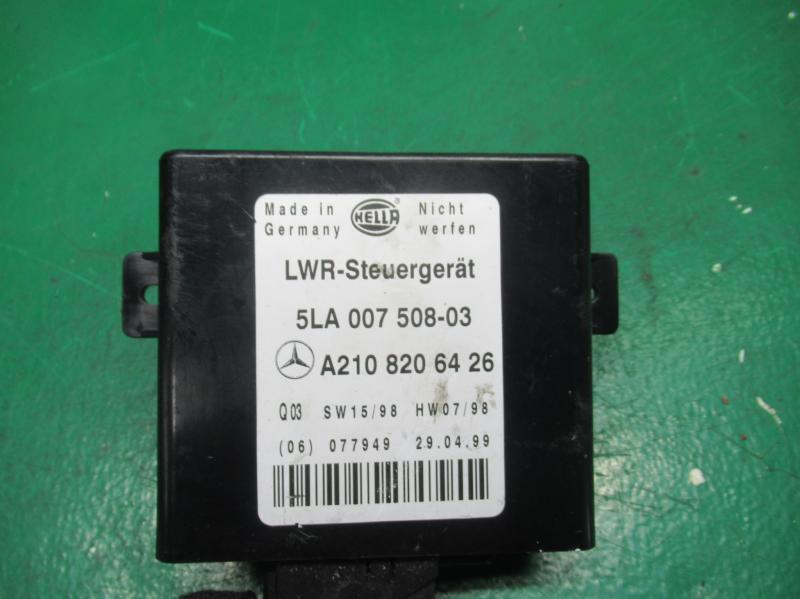 Made in HELLA ® Nicht
Germany werfen
LWR-Steuergerät
5LA 007 508-03
A210 820 64 26
Q03 SW15/98 HW07/98
(06) 077949 29.04.99